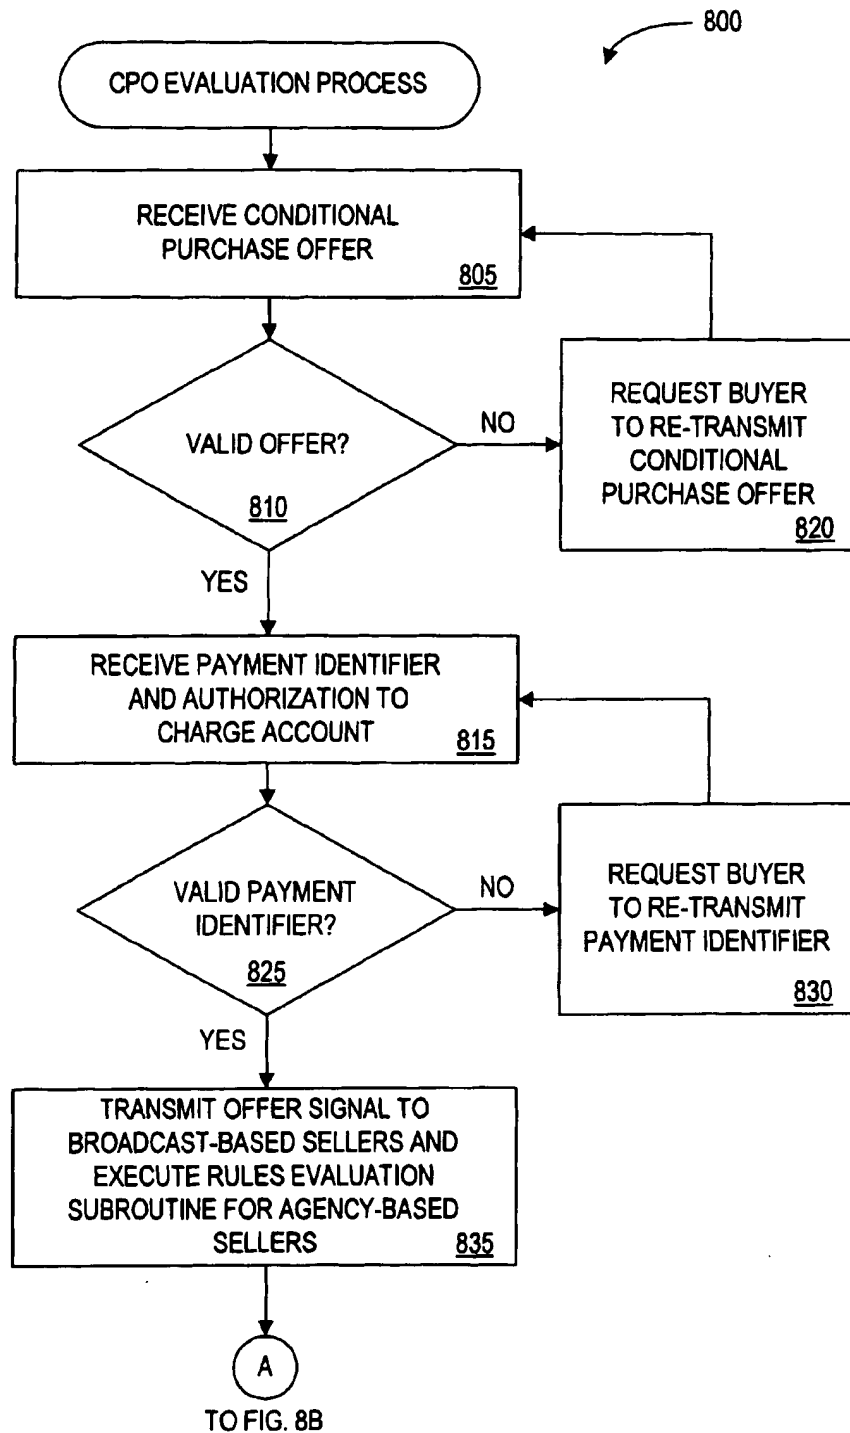 800
CPO EVALUATION PROCESS
RECEIVE CONDITIONAL
PURCHASE OFFER
805
VALID OFFER?
810
NO
REQUEST BUYER
TO RE-TRANSMIT
CONDITIONAL
PURCHASE OFFER
820
YES
RECEIVE PAYMENT IDENTIFIER
AND AUTHORIZATION TO
CHARGE ACCOUNT
815
VALID PAYMENT
IDENTIFIER?
825
NO
REQUEST BUYER
TO RE-TRANSMIT
PAYMENT IDENTIFIER
830
YES
TRANSMIT OFFER SIGNAL TO
BROADCAST-BASED SELLERS AND
EXECUTE RULES EVALUATION
SUBROUTINE FOR AGENCY-BASED
SELLERS
835
A
TO FIG. 8B